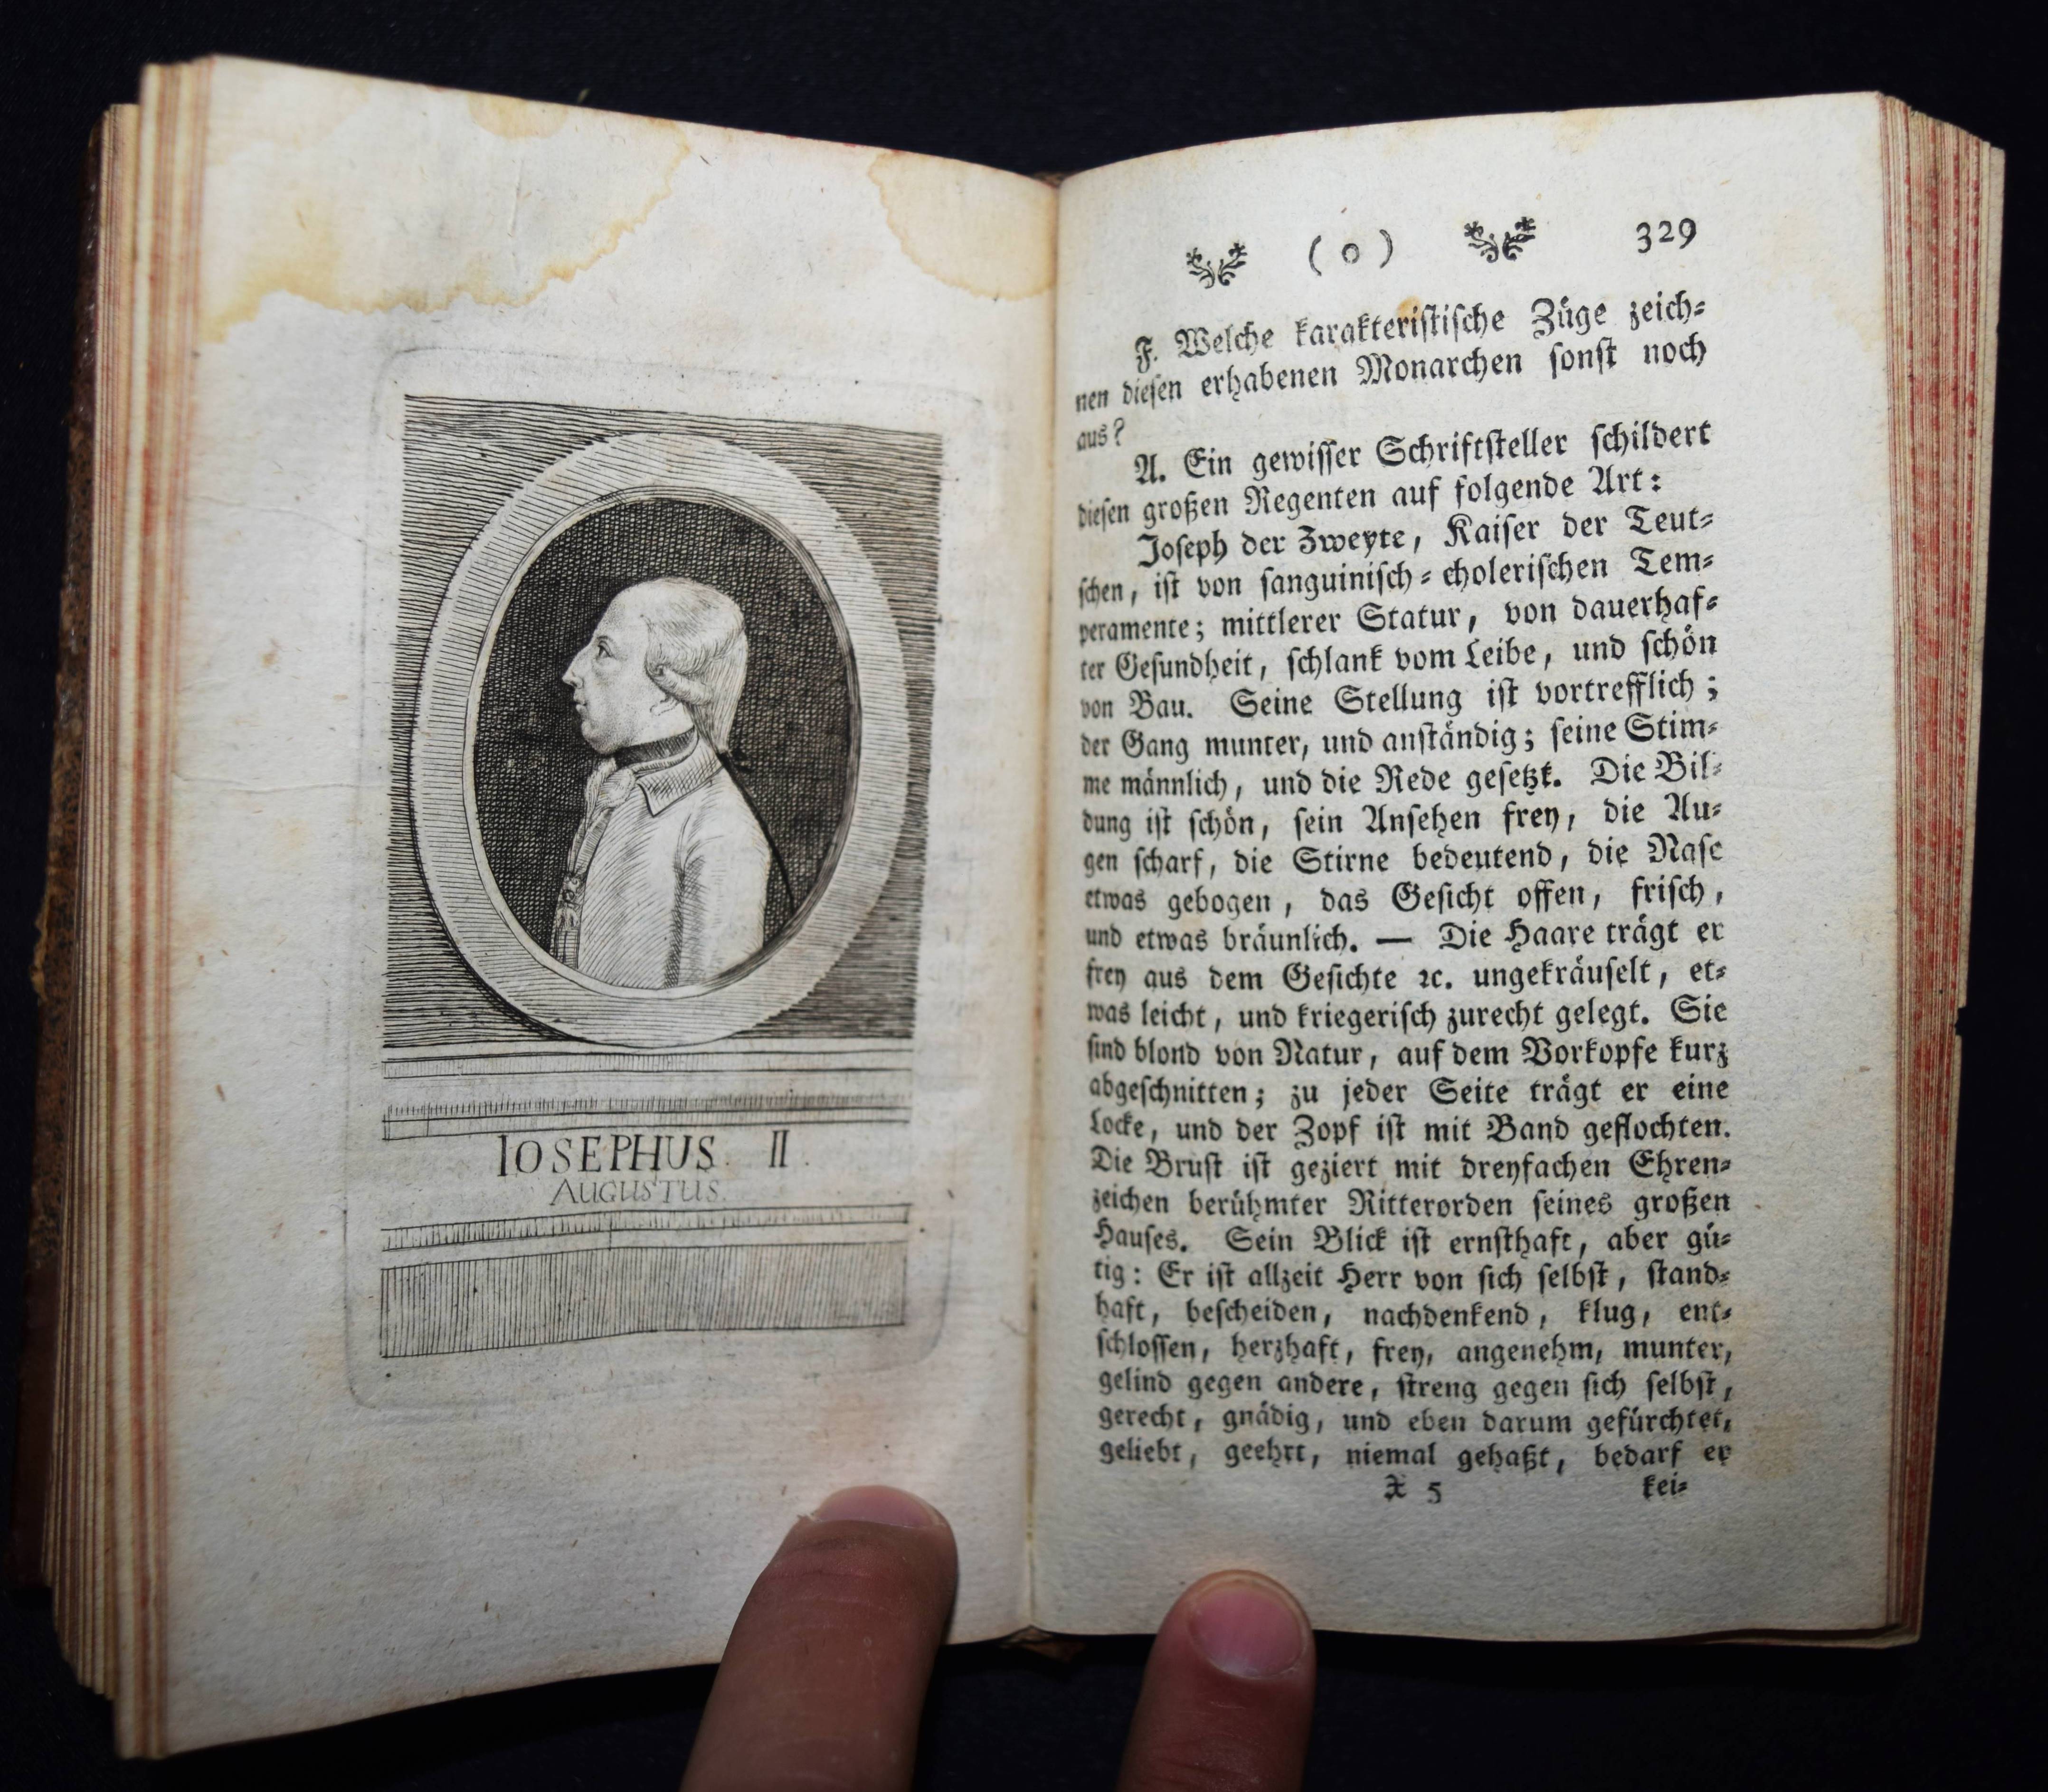 IOSEPHUS. II.
AUGUSTUS.
( o ) 329
F. Welche karakteristische Züge zeich-
nen diesen erhabenen Monarchen sonst noch
aus?
A. Ein gewisser Schriftsteller schildert
diesen großen Regenten auf folgende Art:
Joseph der Zweyte, Kaiser der Teut-
schen, ist von sanguinisch-cholerischen Tem-
peramente; mittlerer Statur, von dauerhaf-
ter Gesundheit, schlank vom Leibe, und schön
von Bau. Seine Stellung ist vortrefflich;
der Gang munter, und anständig; seine Stim-
me männlich, und die Rede gesetzt. Die Bil-
dung ist schön, sein Ansehen frey, die Au-
gen scharf, die Stirne bedeutend, die Nase
etwas gebogen, das Gesicht offen, frisch,
und etwas bräunlich. — Die Haare trägt er
frey aus dem Gesichte ꝛc. ungekräuselt, et-
was leicht, und kriegerisch zurecht gelegt. Sie
sind blond von Natur, auf dem Vorkopfe kurz
abgeschnitten; zu jeder Seite trägt er eine
Locke, und der Zopf ist mit Band geflochten.
Die Brust ist geziert mit dreyfachen Ehren-
zeichen berühmter Ritterorden seines großen
Hauses. Sein Blick ist ernsthaft, aber gü-
tig: Er ist allzeit Herr von sich selbst, stand-
haft, bescheiden, nachdenkend, klug, ent-
schlossen, herzhaft, frey, angenehm, munter,
gelind gegen andere, streng gegen sich selbst,
gerecht, gnädig, und eben darum gefürchtet,
geliebt, geehrt, niemal gehaßt, bedarf er
X 5 kei-